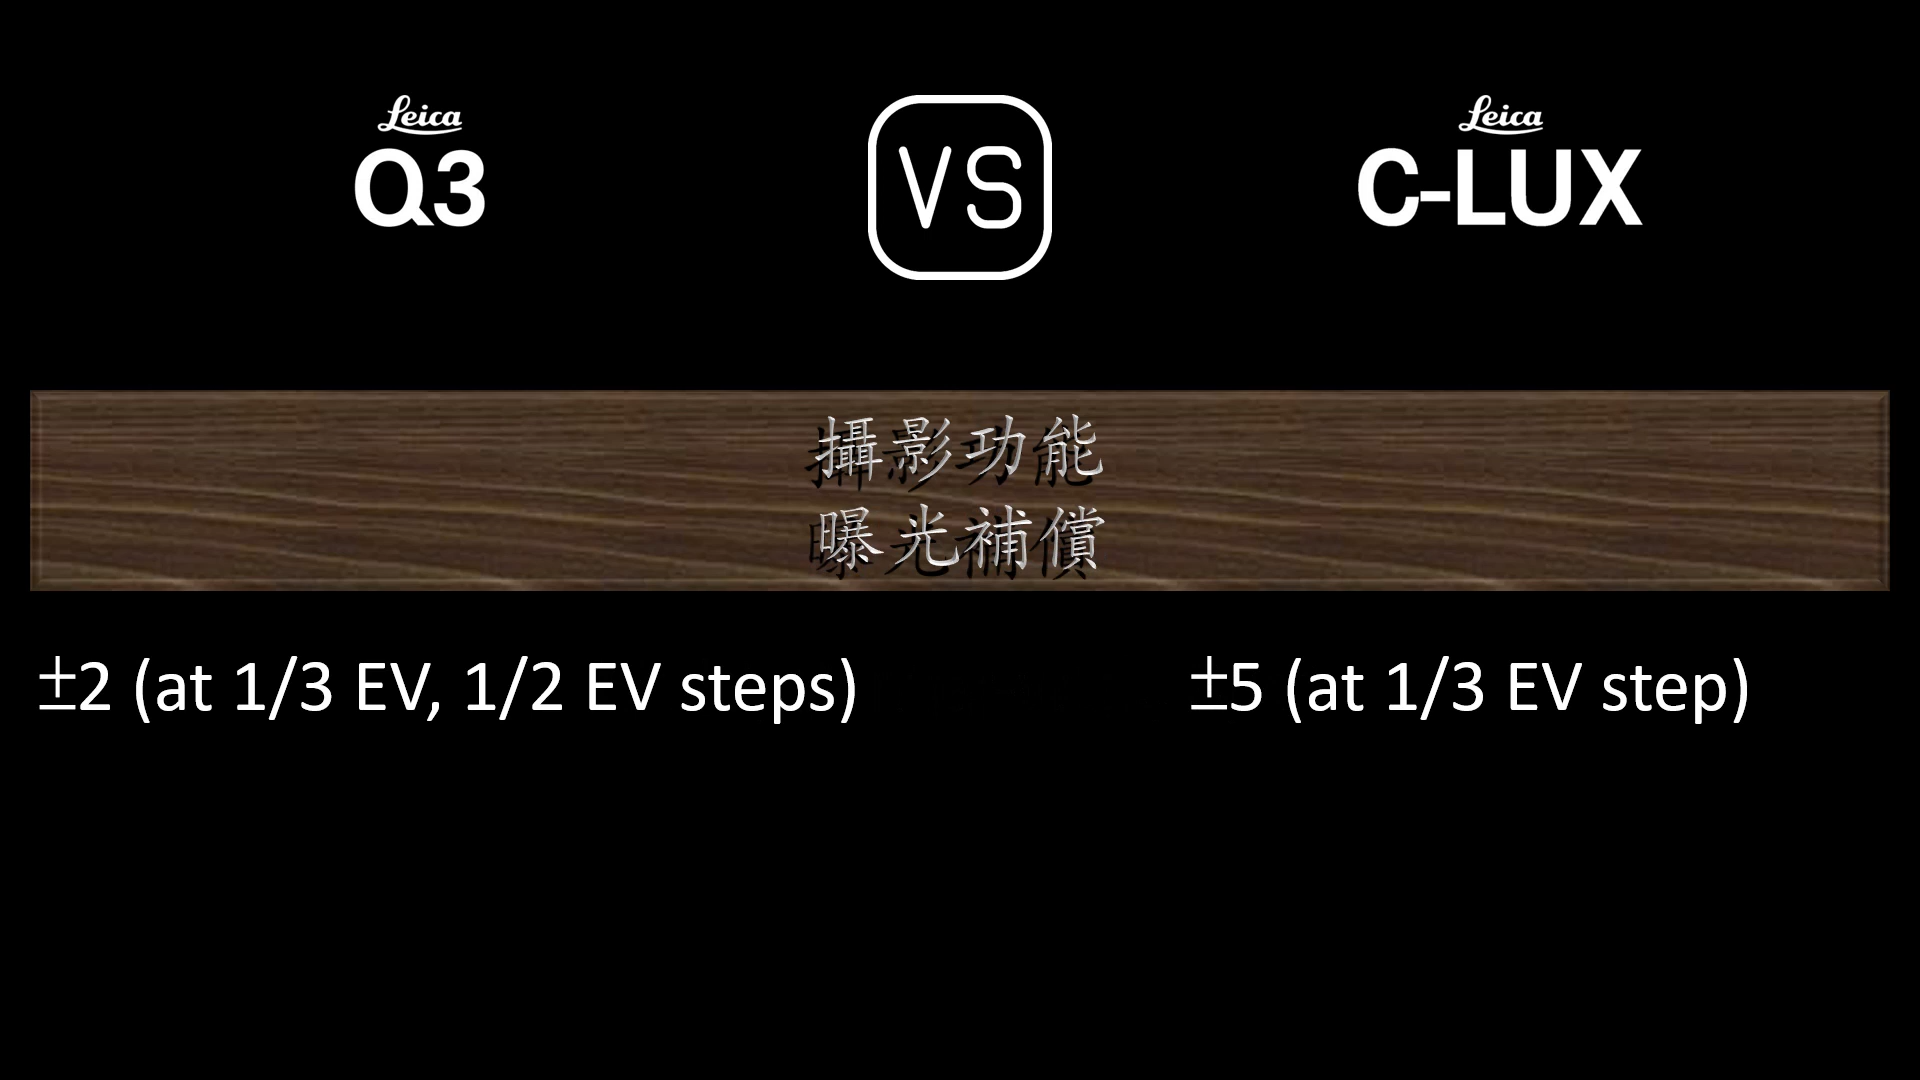 Leica
Q3
VS
Leica
C-LUX
攝影功能
曝光補償
±2 (at 1/3 EV, 1/2 EV steps)
±5 (at 1/3 EV step)